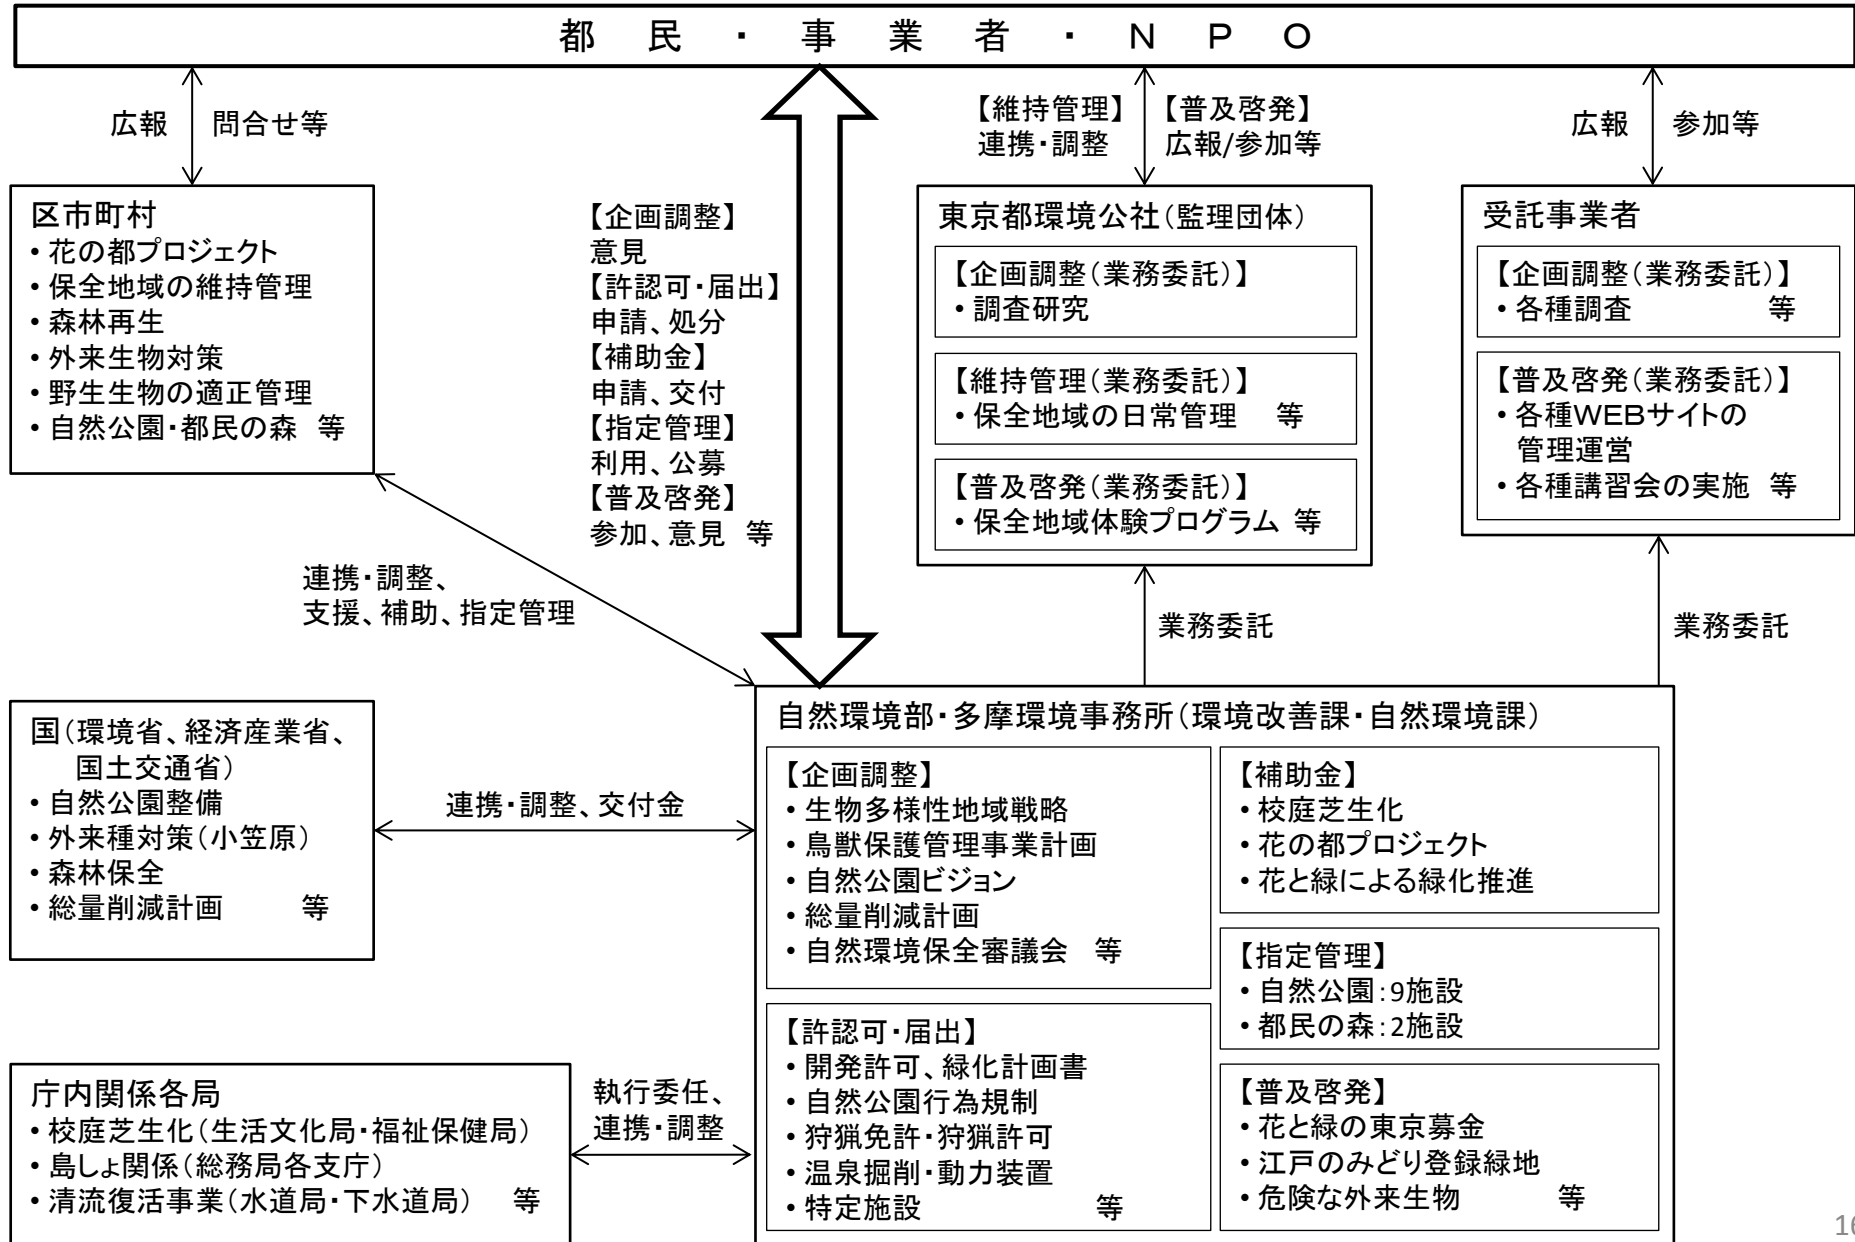 都民・事業者・ＮＰＯ
広報
問合せ等
【維持管理】
連携・調整
【普及啓発】
広報/参加等
広報
参加等
区市町村
• 花の都プロジェクト
• 保全地域の維持管理
• 森林再生
• 外来生物対策
• 野生生物の適正管理
• 自然公園・都民の森　等
【企画調整】
意見
【許認可・届出】
申請、処分
【補助金】
申請、交付
【指定管理】
利用、公募
【普及啓発】
参加、意見　等
東京都環境公社（監理団体）
【企画調整（業務委託）】
• 調査研究
【維持管理（業務委託）】
• 保全地域の日常管理　等
【普及啓発（業務委託）】
• 保全地域体験プログラム 等
受託事業者
【企画調整（業務委託）】
• 各種調査　等
【普及啓発（業務委託）】
• 各種WEBサイトの
管理運営
• 各種講習会の実施　等
連携・調整、
支援、補助、指定管理
業務委託
業務委託
国（環境省、経済産業省、
国土交通省）
• 自然公園整備
• 外来種対策（小笠原）
• 森林保全
• 総量削減計画　等
連携・調整、交付金
庁内関係各局
• 校庭芝生化（生活文化局・福祉保健局）
• 島しょ関係（総務局各支庁）
• 清流復活事業（水道局・下水道局）　等
執行委任、
連携・調整
自然環境部・多摩環境事務所（環境改善課・自然環境課）
【企画調整】
• 生物多様性地域戦略
• 鳥獣保護管理事業計画
• 自然公園ビジョン
• 総量削減計画
• 自然環境保全審議会　等
【許認可・届出】
• 開発許可、緑化計画書
• 自然公園行為規制
• 狩猟免許・狩猟許可
• 温泉掘削・動力装置
• 特定施設　等
【補助金】
• 校庭芝生化
• 花の都プロジェクト
• 花と緑による緑化推進
【指定管理】
• 自然公園：9施設
• 都民の森：2施設
【普及啓発】
• 花と緑の東京募金
• 江戸のみどり登録緑地
• 危険な外来生物　等
16